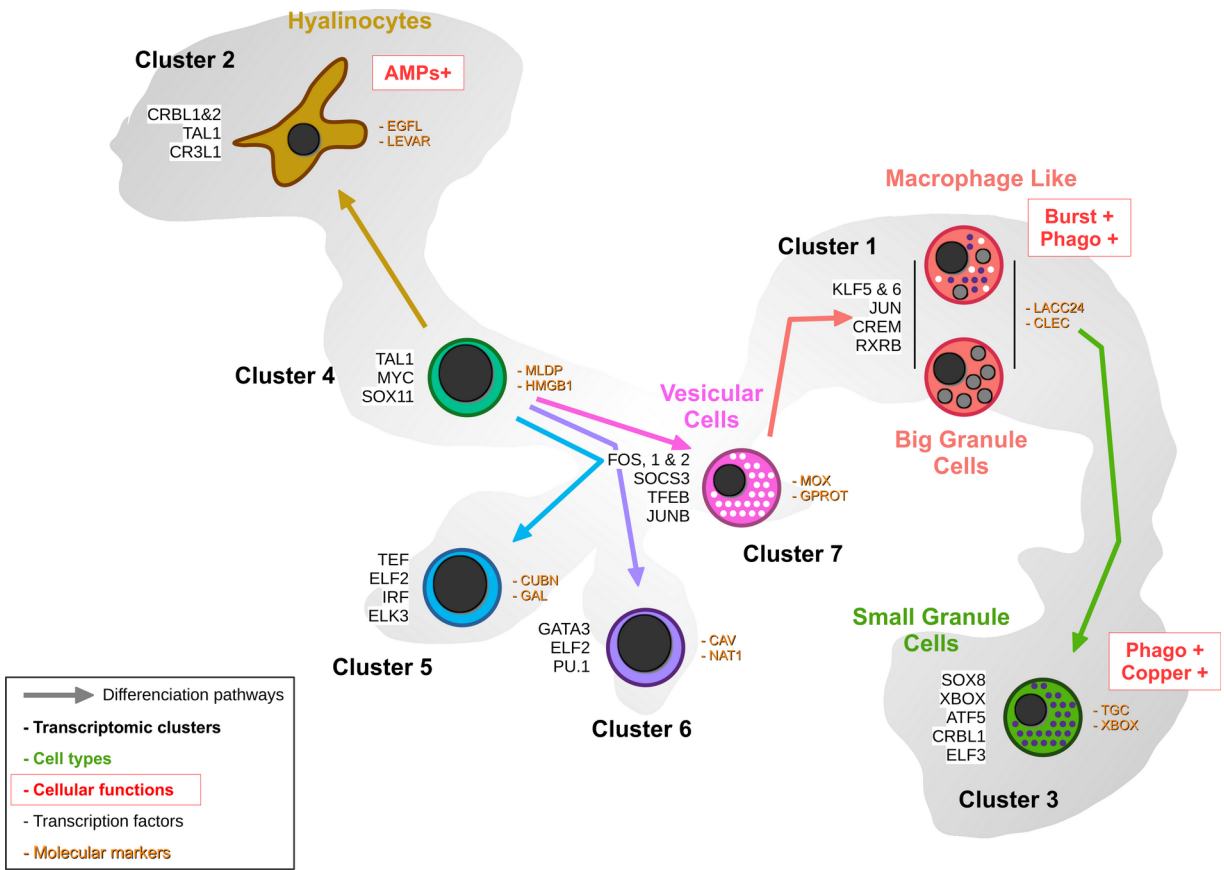 Hyalinocytes
Cluster 2
AMPs+
CRBL1&2
TAL1
CR3L1
- EGFL
- LEVAR
Macrophage Like
Burst +
Phago +
Cluster 1
KLF5 & 6
JUN
CREM
RXRB
- LACC24
- CLEC
Big Granule
Cells
Cluster 4
TAL1
MYC
SOX11
- MLDP
- HMGB1
Vesicular
Cells
FOS, 1 & 2
SOCS3
TFEB
JUNB
- MOX
- GPROT
Cluster 7
TEF
ELF2
IRF
ELK3
- CUBN
- GAL
Cluster 5
GATA3
ELF2
PU.1
- CAV
- NAT1
Cluster 6
Small Granule
Cells
Phago +
Copper +
SOX8
XBOX
ATF5
CRBL1
ELF3
- TGC
- XBOX
Cluster 3
Differenciation pathways
- Transcriptomic clusters
- Cell types
- Cellular functions
- Transcription factors
- Molecular markers